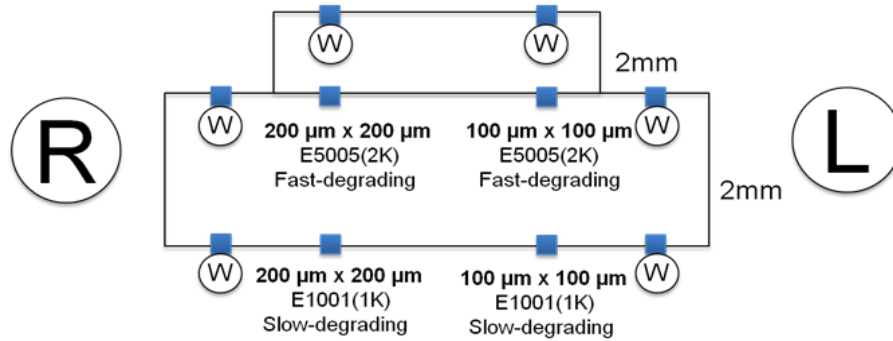 W W
2mm
R L
W W
200 µm x 200 µm 100 µm x 100 µm
E5005(2K) E5005(2K)
Fast-degrading Fast-degrading
2mm
W W
200 µm x 200 µm 100 µm x 100 µm
E1001(1K) E1001(1K)
Slow-degrading Slow-degrading